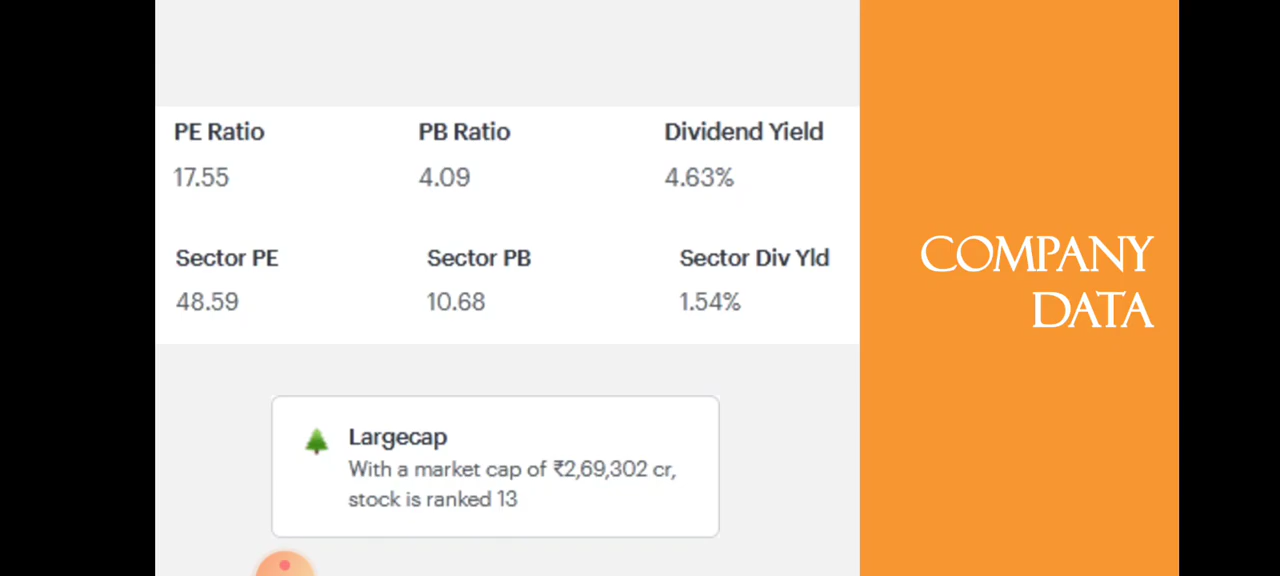 PE Ratio PB Ratio Dividend Yield
17.55 4.09 4.63%
Sector PE Sector PB Sector Div Yld
48.59 10.68 1.54%
COMPANY
DATA
Largecap
With a market cap of ₹2,69,302 cr,
stock is ranked 13